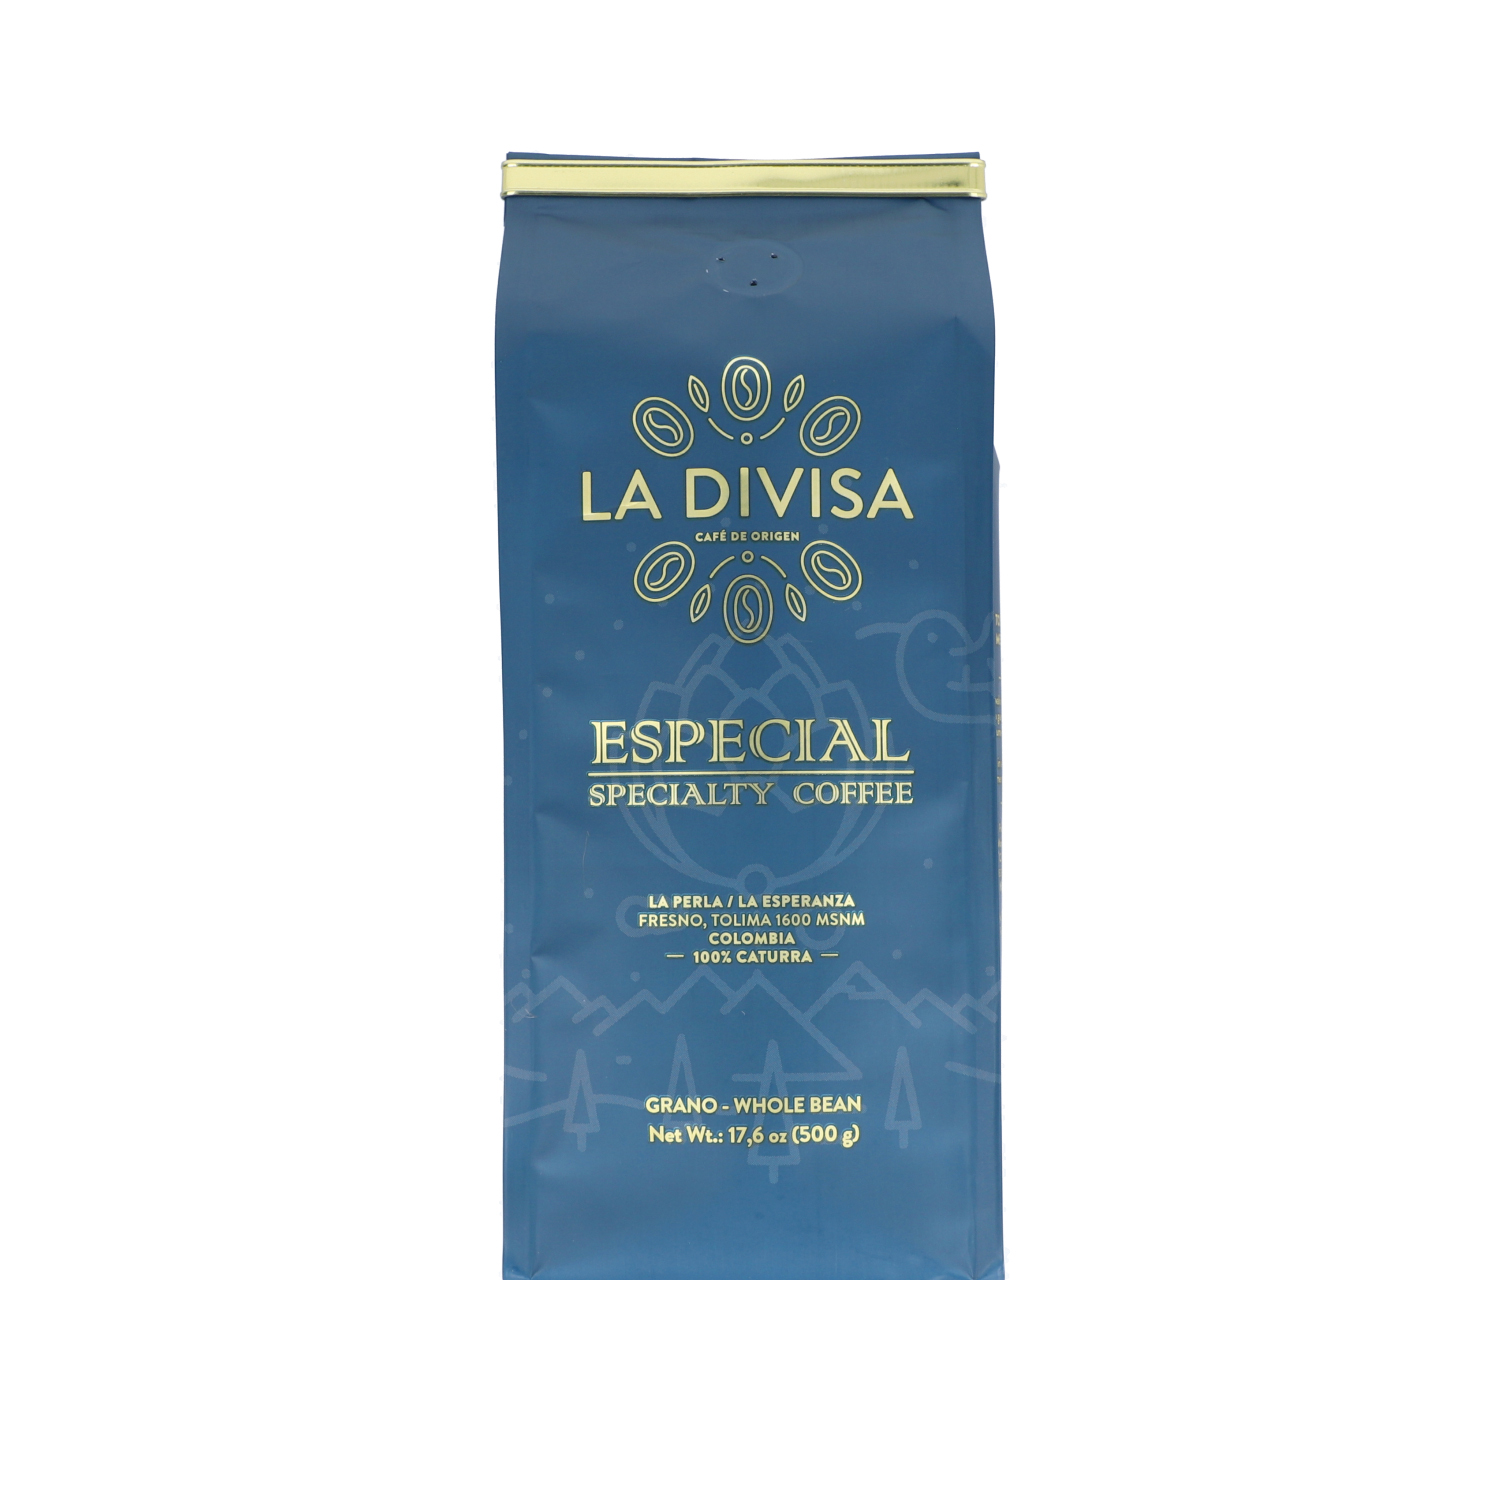 LA DIVISA
CAFÉ DE ORIGEN
ESPECIAL
SPECIALTY COFFEE
LA PERLA / LA ESPERANZA
FRESNO, TOLIMA 1600 MSNM
COLOMBIA
— 100% CATURRA —
GRANO - WHOLE BEAN
Net Wt.: 17,6 oz (500 g)